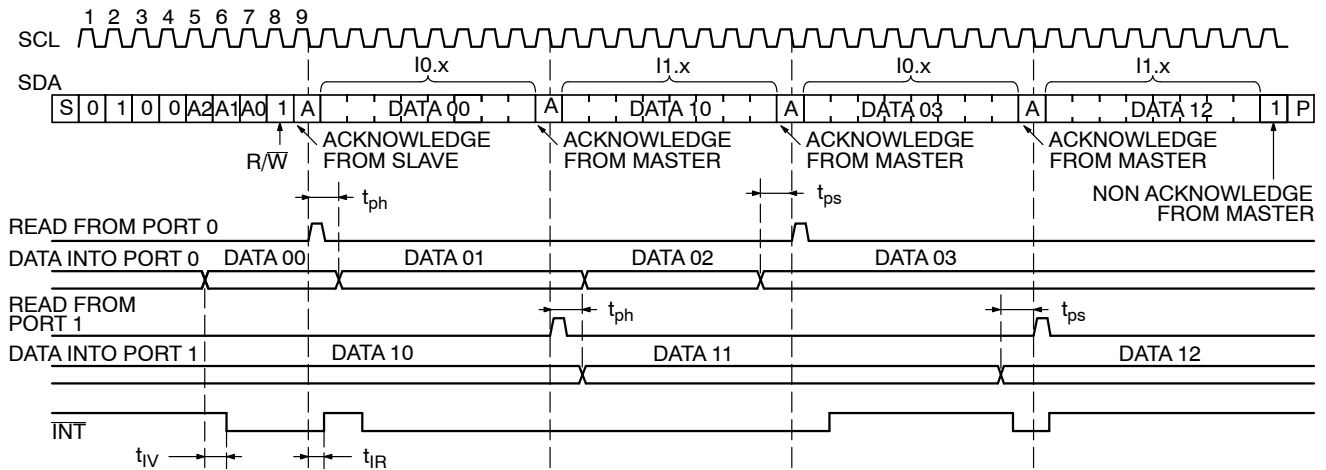 1 2 3 4 5 6 7 8 9
SCL
I0.x I1.x I0.x I1.x
SDA
S 0 1 0 0 A2 A1 A0 1 A DATA 00 A DATA 10 A DATA 03 A DATA 12 1 P
R/W
ACKNOWLEDGE
FROM SLAVE
ACKNOWLEDGE
FROM MASTER
ACKNOWLEDGE
FROM MASTER
ACKNOWLEDGE
FROM MASTER
NON ACKNOWLEDGE
FROM MASTER
tph
tps
READ FROM PORT 0
DATA INTO PORT 0
DATA 00 DATA 01 DATA 02 DATA 03
READ FROM
PORT 1
tph
tps
DATA INTO PORT 1
DATA 10 DATA 11 DATA 12
INT
tIV
tIR